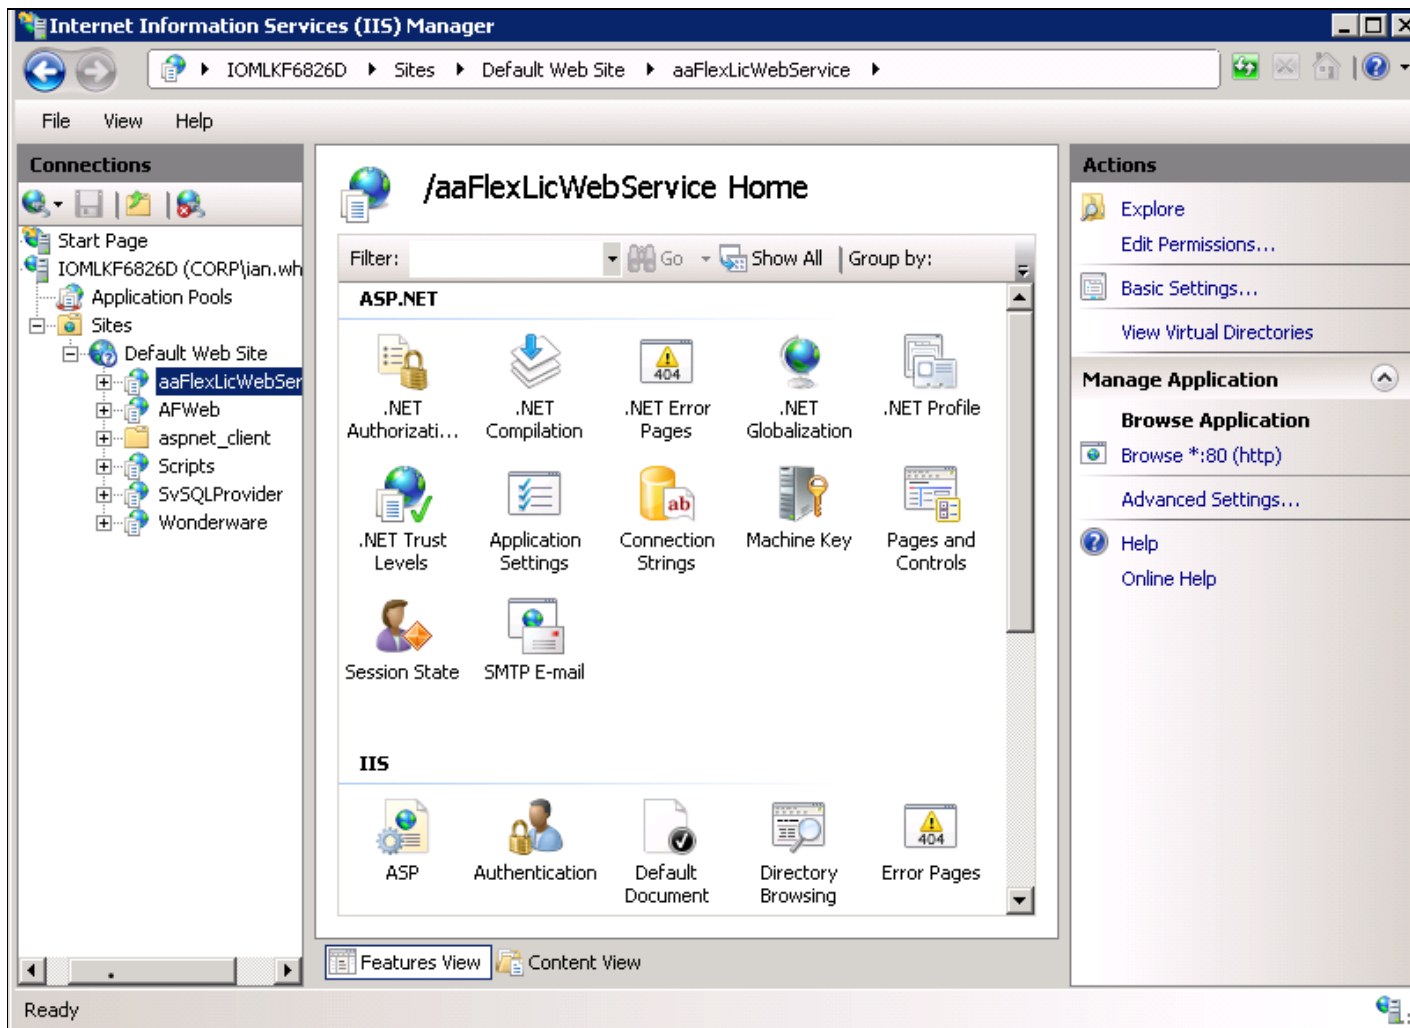 Internet Information Services (IIS) Manager
IOMLKF6826D Sites Default Web Site aaFlexLicWebService
File View Help
Connections
Start Page
IOMLKF6826D (CORP\ian.wh
Application Pools
Sites
Default Web Site
aaFlexLicWebSer
AFWeb
aspnet_client
Scripts
SvSQLProvider
Wonderware
/aaFlexLicWebService Home
Filter: Go Show All Group by:
ASP.NET
.NET Authorizati...
.NET Compilation
.NET Error Pages
.NET Globalization
.NET Profile
.NET Trust Levels
Application Settings
ab
Connection Strings
Machine Key
Pages and Controls
Session State
SMTP E-mail
IIS
ASP
Authentication
Default Document
Directory Browsing
404
Error Pages
Features View Content View
Actions
Explore
Edit Permissions...
Basic Settings...
View Virtual Directories
Manage Application
Browse Application
Browse *:80 (http)
Advanced Settings...
Help
Online Help
Ready